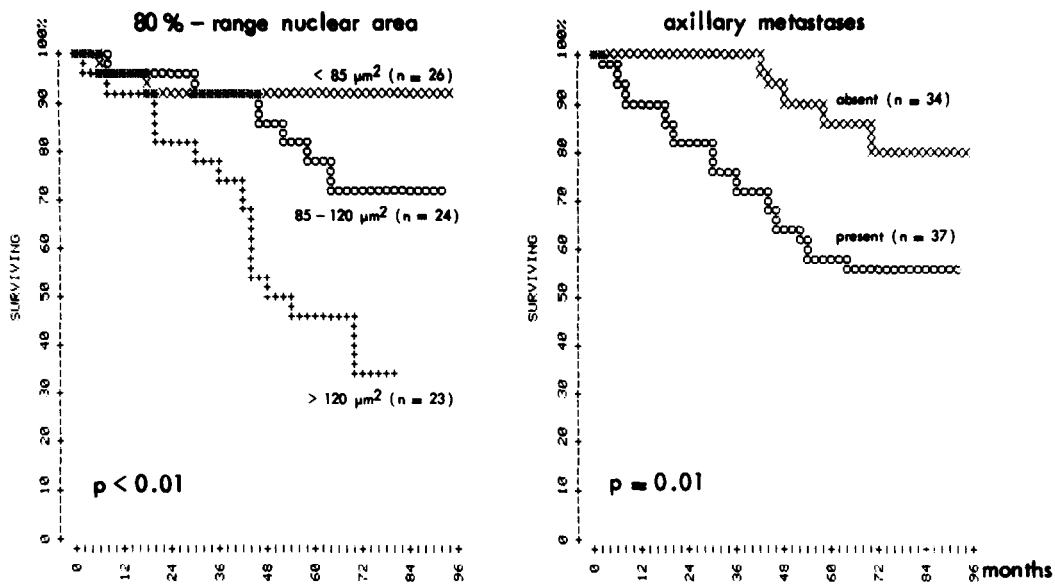 80 % – range nuclear area
100%
90
80
70
60
50
40
30
20
10
0
SURVIVING
< 85 µm² (n = 26)
85 – 120 µm² (n = 24)
> 120 µm² (n = 23)
p < 0.01
0 12 24 36 48 60 72 84 96
axillary metastases
100%
90
80
70
60
50
40
30
20
10
0
SURVIVING
absent (n = 34)
present (n = 37)
p = 0.01
0 12 24 36 48 60 72 84 96 months